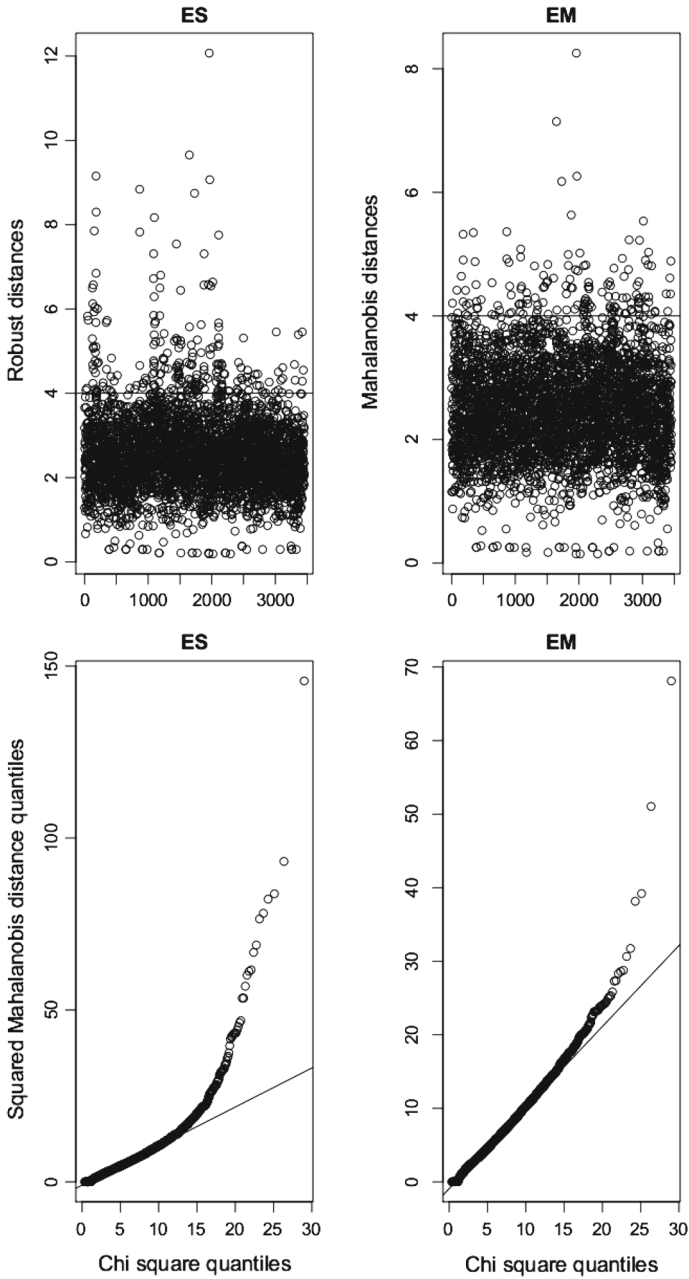 ES
EM
Robust distances
0 2 4 6 8 10 12
0 1000 2000 3000
Mahalanobis distances
0 2 4 6 8
0 1000 2000 3000
ES
EM
Squared Mahalanobis distance quantiles
0 50 100 150
0 5 10 15 20 25 30
Chi square quantiles
0 10 20 30 40 50 60 70
0 5 10 15 20 25 30
Chi square quantiles